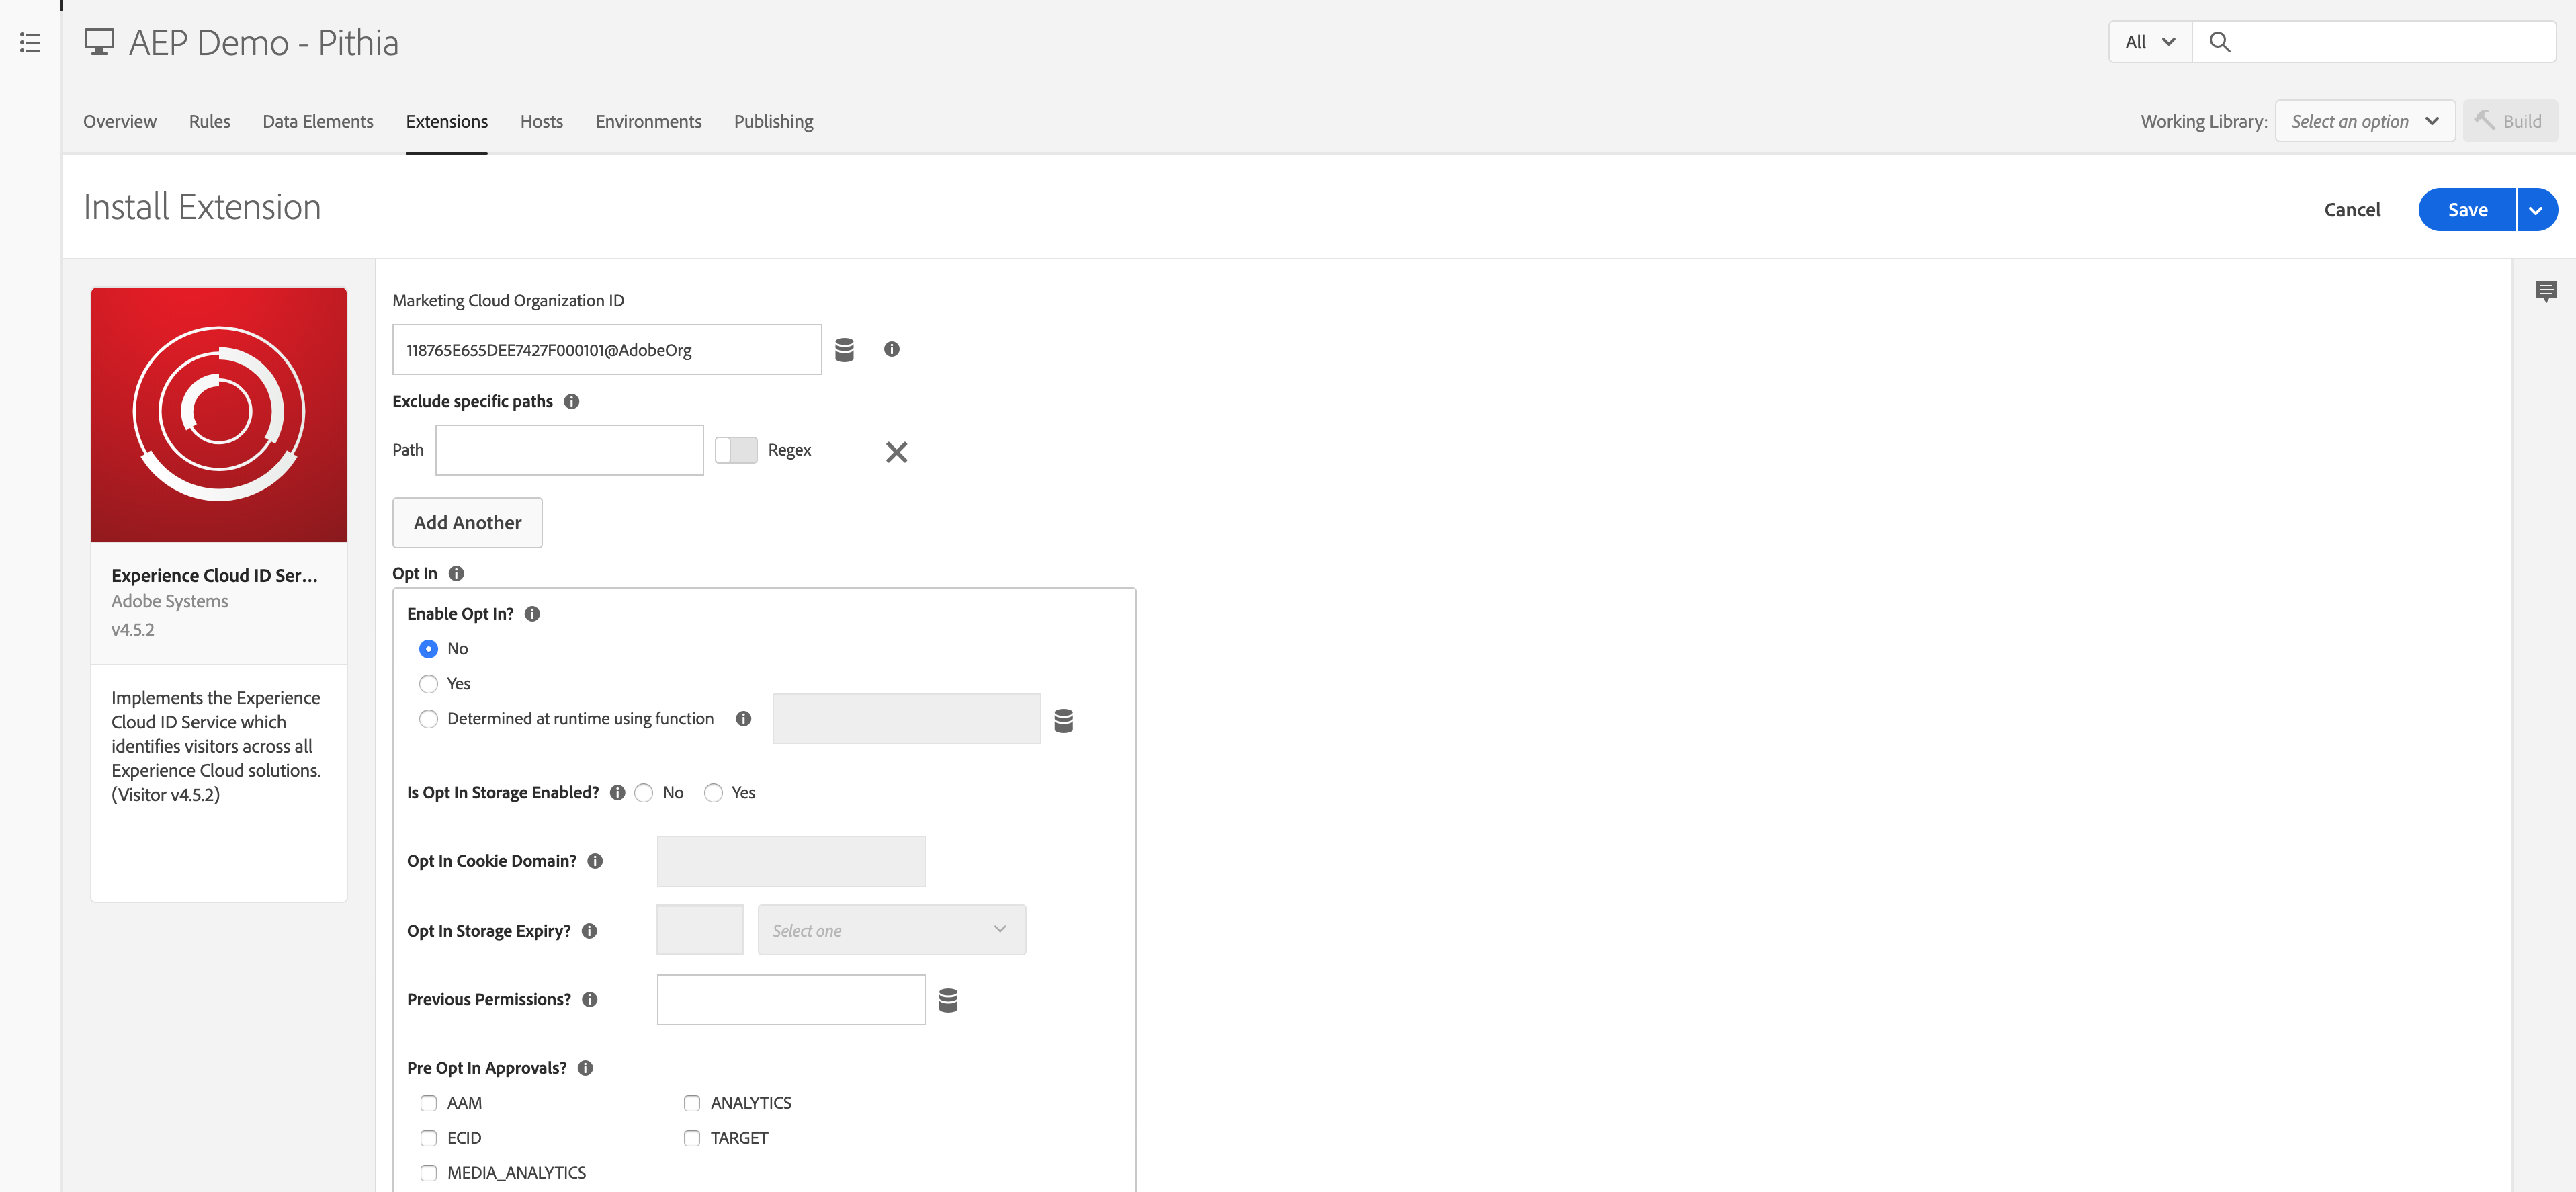 AEP Demo - Pithia
All
Overview Rules Data Elements Extensions Hosts Environments Publishing
Working Library: Select an option Build
Install Extension
Cancel Save
Experience Cloud ID Ser...
Adobe Systems
v4.5.2
Implements the Experience
Cloud ID Service which
identifies visitors across all
Experience Cloud solutions.
(Visitor v4.5.2)
Marketing Cloud Organization ID
118765E655DEE7427F000101@AdobeOrg
Exclude specific paths
Path Regex
Add Another
Opt In
Enable Opt In?
No
Yes
Determined at runtime using function
Is Opt In Storage Enabled? No Yes
Opt In Cookie Domain?
Opt In Storage Expiry? Select one
Previous Permissions?
Pre Opt In Approvals?
AAM ANALYTICS
ECID TARGET
MEDIA_ANALYTICS